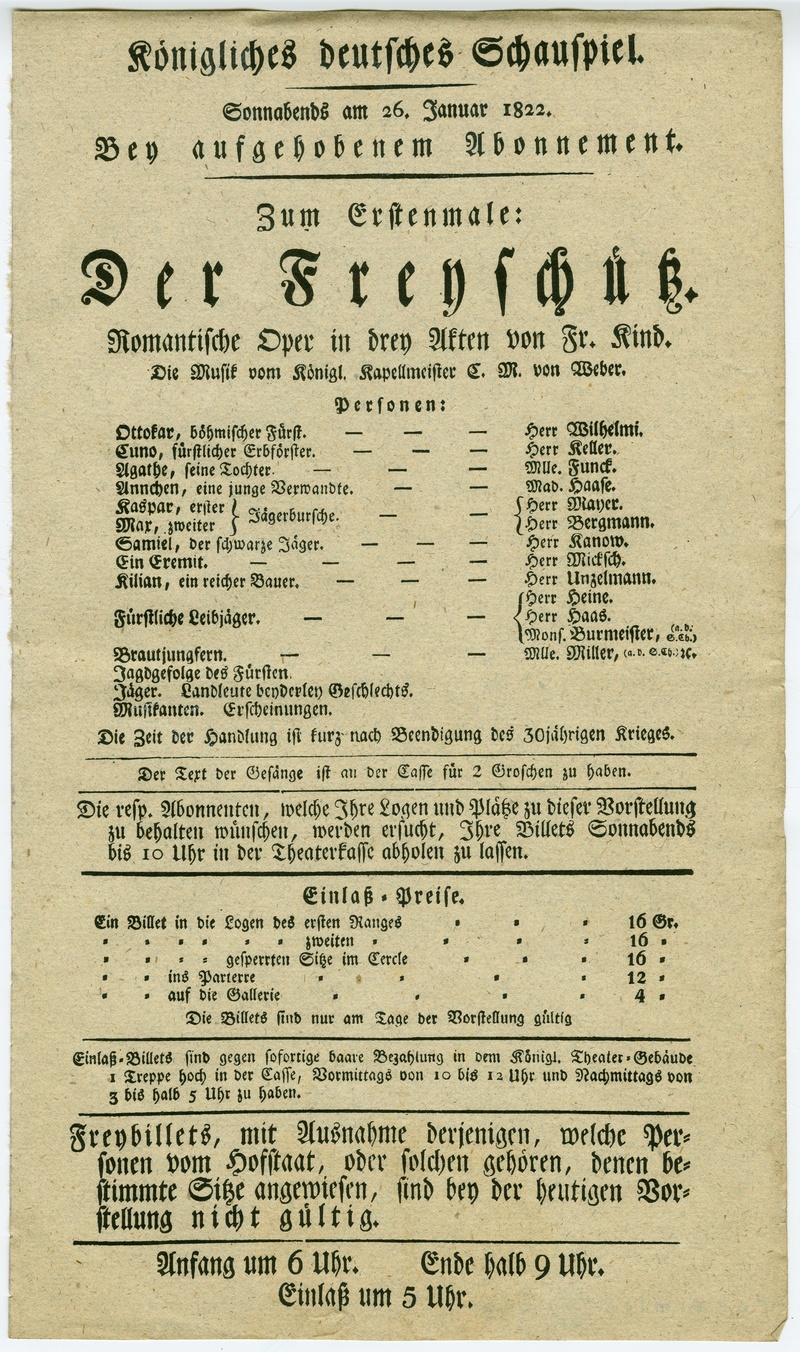 Königliches deutsches Schauspiel.
Sonnabends am 26. Januar 1822.
Bey aufgehobenem Abonnement.
Zum Erstenmale:
Der Freyschütz.
Romantische Oper in drey Akten von Fr. Kind.
Die Musik vom Königl. Kapellmeister C. M. von Weber.
Personen:
Ottokar, böhmischer Fürst. — — — Herr Wilhelmi.
Cuno, fürstlicher Erbförster. — — — Herr Keller.
Agathe, seine Tochter. — — — Mlle. Funck.
Annchen, eine junge Verwandte. — — Mad. Haase.
Kaspar, erster } Jägerbursche. — — { Herr Mayer.
Max, zweiter } { Herr Bergmann.
Samiel, der schwarze Jäger. — — — Herr Kanow.
Ein Eremit. — — — — Herr Miecksch.
Kilian, ein reicher Bauer. — — — Herr Unzelmann.
{ Herr Heine.
Fürstliche Leibjäger. — — — { Herr Haas.
{ Mons. Burmeister, (a. d. S. Th.)
Brautjungfern. — — — Mlle. Miller, (a. d. S. Th.) ꝛc.
Jagdgefolge des Fürsten.
Jäger. Landleute beyderley Geschlechts.
Musikanten. Erscheinungen.
Die Zeit der Handlung ist kurz nach Beendigung des 30jährigen Krieges.
Der Text der Gesänge ist an der Casse für 2 Groschen zu haben.
Die resp. Abonnenten, welche Ihre Logen und Plätze zu dieser Vorstellung
zu behalten wünschen, werden ersucht, Ihre Billets Sonnabends
bis 10 Uhr in der Theaterkasse abholen zu lassen.
Einlaß-Preise.
Ein Billet in die Logen des ersten Ranges 16 Gr.
= = = = = = zweiten = 16 =
= = = = gesperrten Sitze im Cercle 16 =
= = ins Parterre 12 =
= = auf die Gallerie 4 =
Die Billets sind nur am Tage der Vorstellung gültig
Einlaß-Billets sind gegen sofortige baare Bezahlung in dem Königl. Theater-Gebäude
1 Treppe hoch in der Casse, Vormittags von 10 bis 12 Uhr und Nachmittags von
3 bis halb 5 Uhr zu haben.
Freybillets, mit Ausnahme derjenigen, welche Per-
sonen vom Hofstaat, oder solchen gehören, denen be-
stimmte Sitze angewiesen, sind bey der heutigen Vor-
stellung nicht gültig.
Anfang um 6 Uhr. Ende halb 9 Uhr.
Einlaß um 5 Uhr.